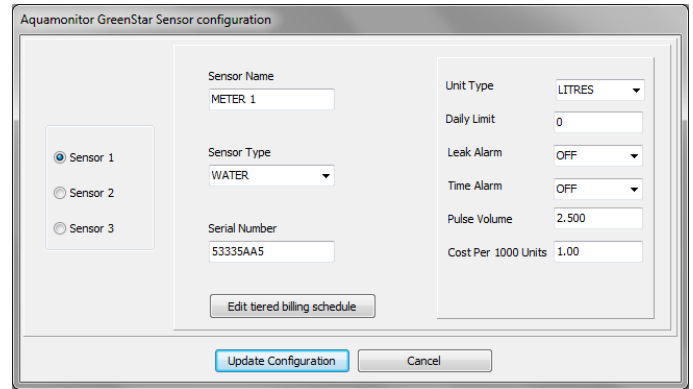 Aquamonitor GreenStar Sensor configuration
Sensor 1
Sensor 2
Sensor 3
Sensor Name
METER 1
Sensor Type
WATER
Serial Number
53335AA5
Edit tiered billing schedule
Unit Type LITRES
Daily Limit 0
Leak Alarm OFF
Time Alarm OFF
Pulse Volume 2.500
Cost Per 1000 Units 1.00
Update Configuration Cancel